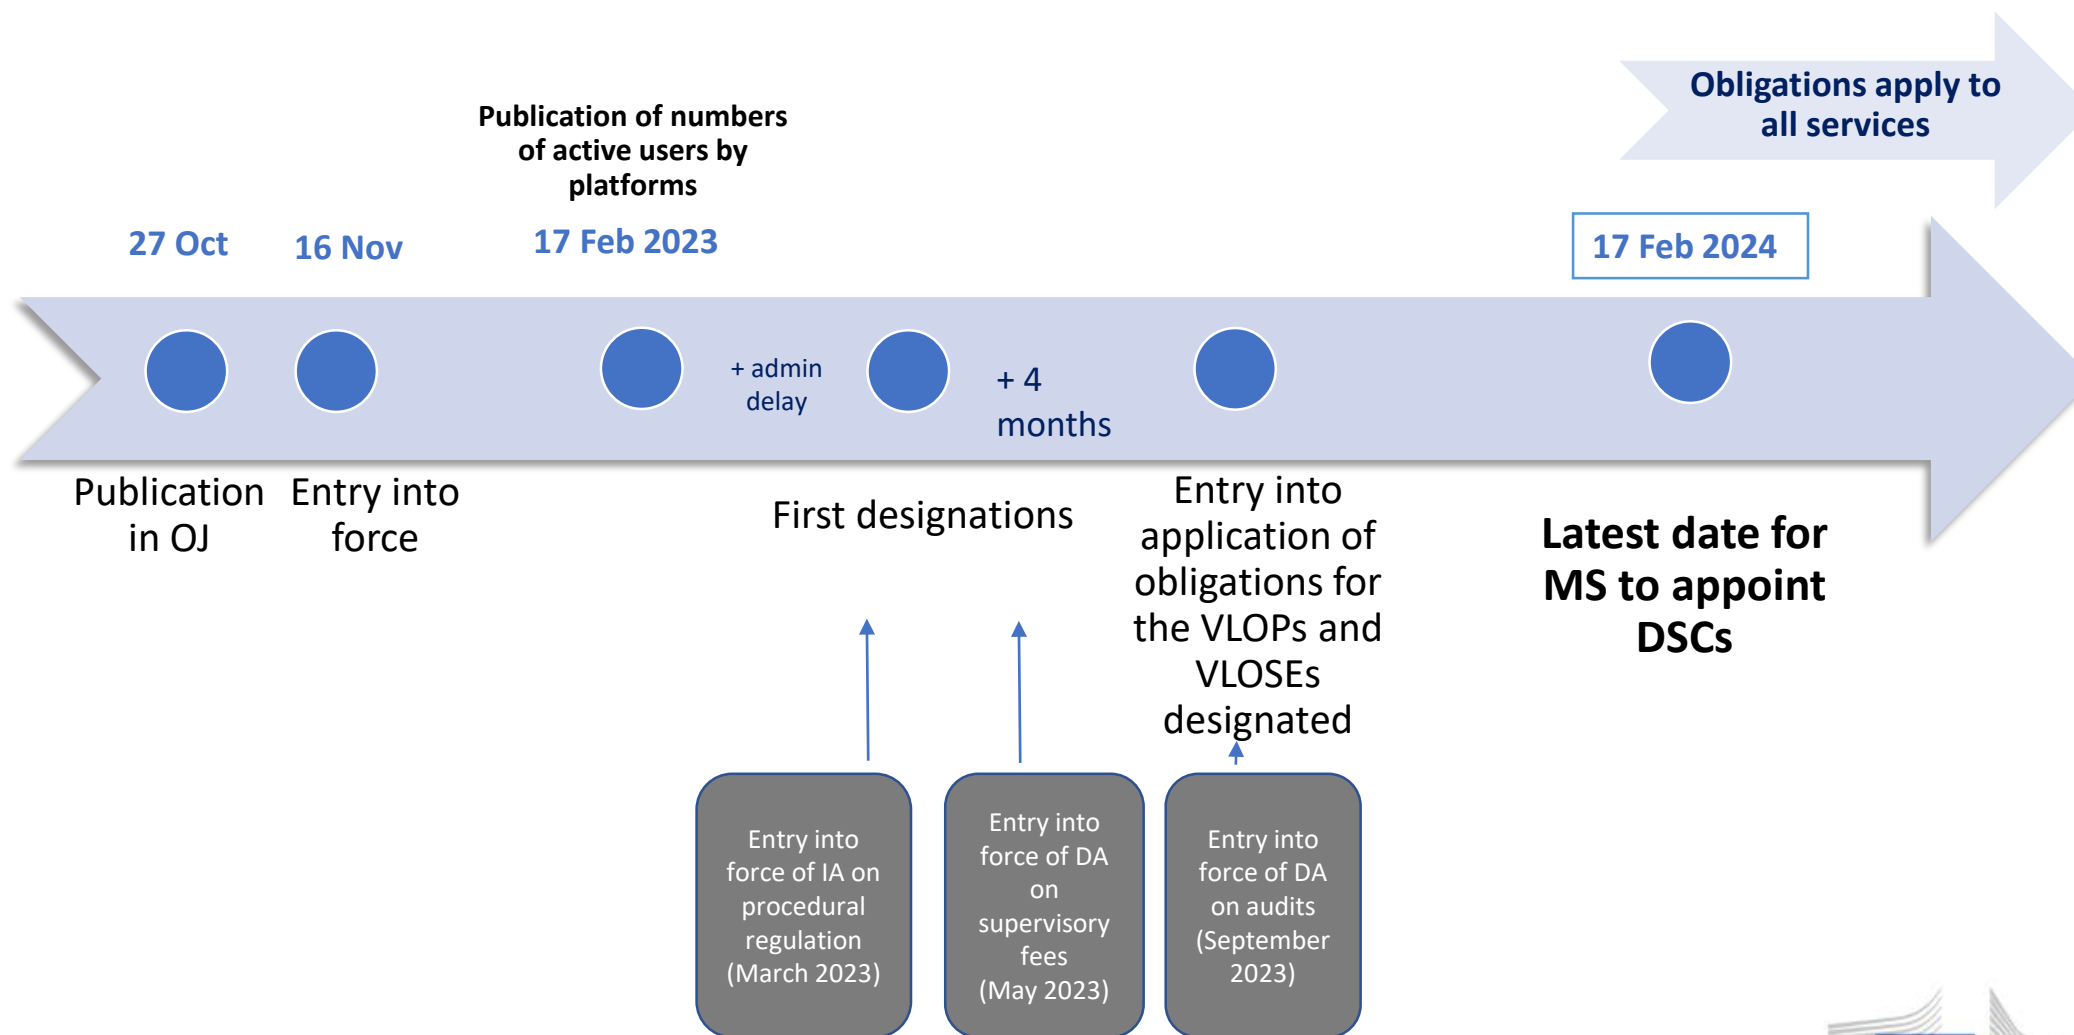 Obligations apply to
all services
Publication of numbers
of active users by
platforms
27 Oct
16 Nov
17 Feb 2023
17 Feb 2024
+ admin
delay
+ 4
months
Publication
in OJ
Entry into
force
First designations
Entry into
application of
obligations for
the VLOPs and
VLOSEs
designated
Latest date for
MS to appoint
DSCs
Entry into
force of IA on
procedural
regulation
(March 2023)
Entry into
force of DA
on
supervisory
fees
(May 2023)
Entry into
force of DA
on audits
(September
2023)